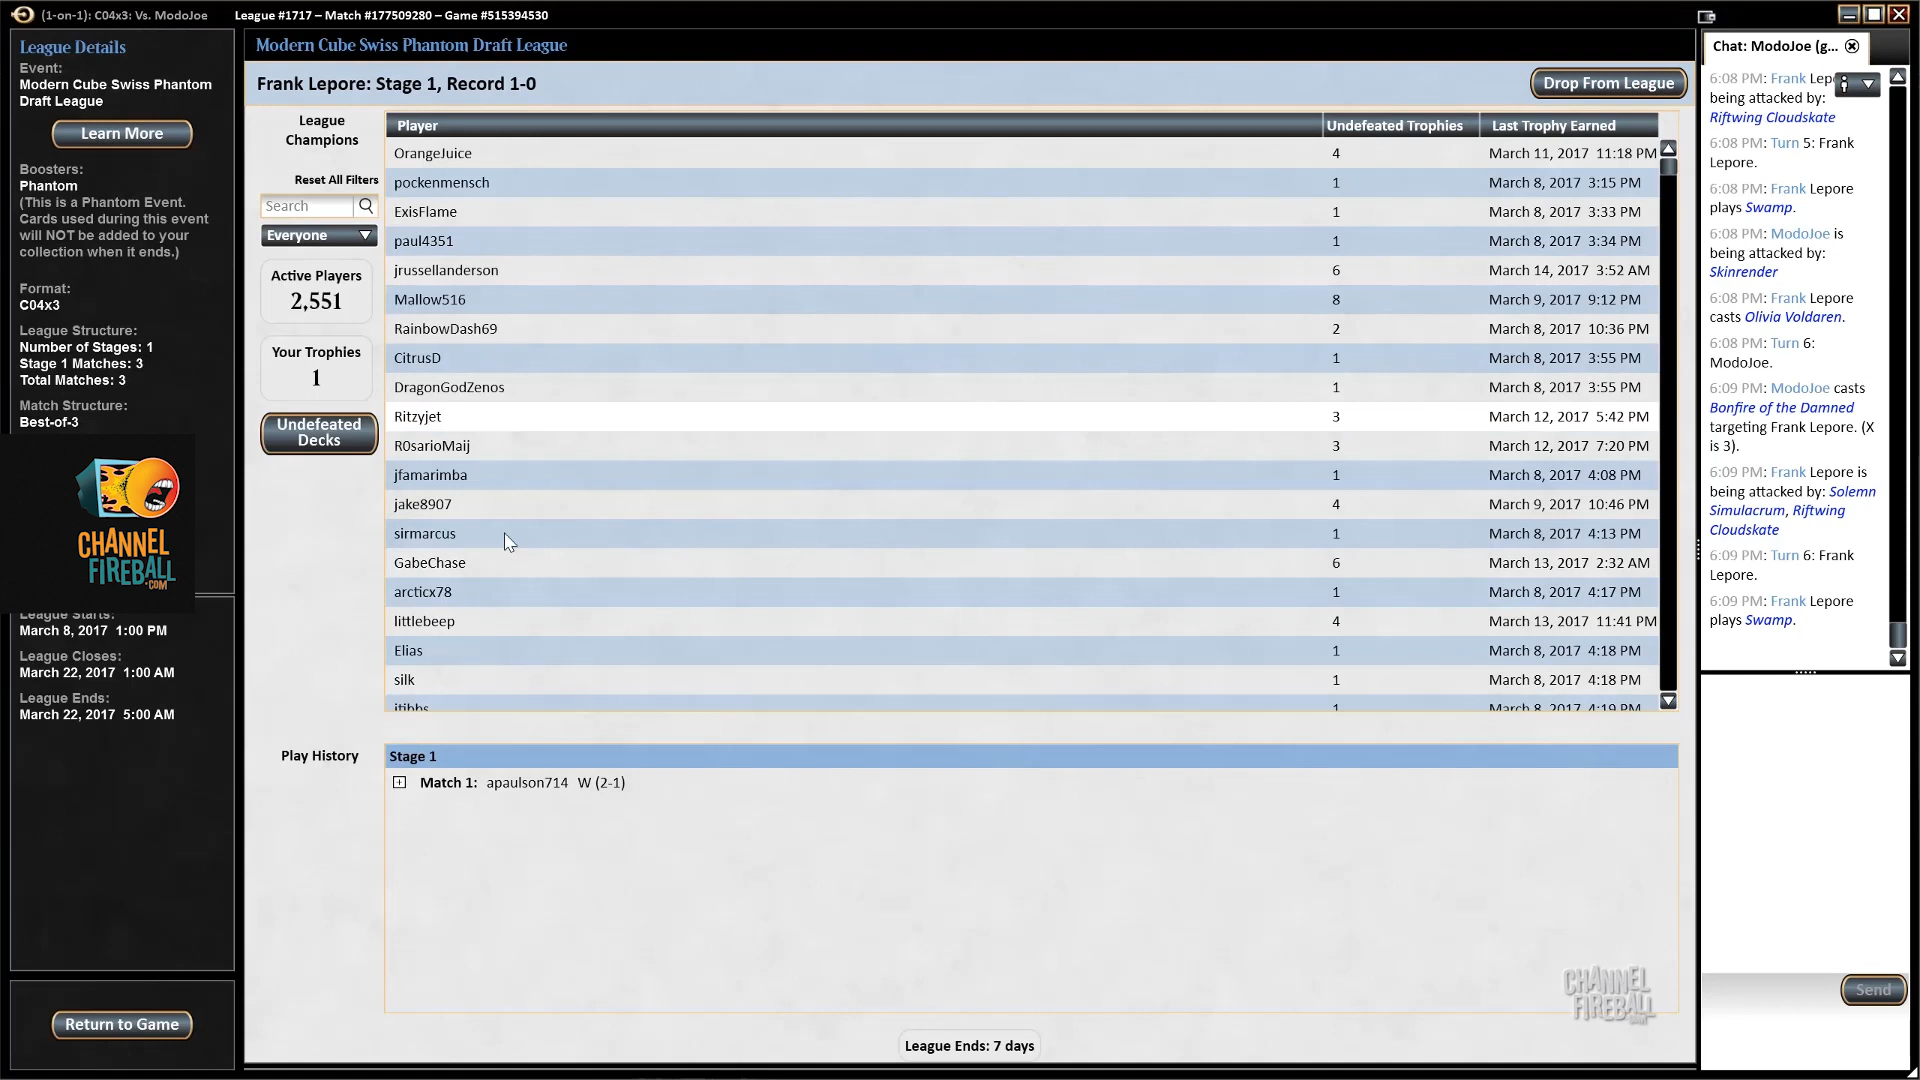 (1-on-1): C04x3: Vs. ModoJoe
League #1717 – Match #177509280 – Game #515394530
League Details
Event:
Modern Cube Swiss Phantom
Draft League
Learn More
Boosters:
Phantom
(This is a Phantom Event.
Cards used during this event
will NOT be added to your
collection when it ends.)
Format:
C04x3
League Structure:
Number of Stages: 1
Stage 1 Matches: 3
Total Matches: 3
Match Structure:
Best-of-3
CHANNEL
FIREBALL
.COM
League Starts:
March 8, 2017 1:00 PM
League Closes:
March 22, 2017 1:00 AM
League Ends:
March 22, 2017 5:00 AM
Return to Game
Modern Cube Swiss Phantom Draft League
Frank Lepore: Stage 1, Record 1-0
Drop From League
League
Champions
Reset All Filters
Search
Everyone
Active Players
2,551
Your Trophies
1
Undefeated
Decks
Player Undefeated Trophies Last Trophy Earned
OrangeJuice 4 March 11, 2017 11:18 PM
pockenmensch 1 March 8, 2017 3:15 PM
ExisFlame 1 March 8, 2017 3:33 PM
paul4351 1 March 8, 2017 3:34 PM
jrussellanderson 6 March 14, 2017 3:52 AM
Mallow516 8 March 9, 2017 9:12 PM
RainbowDash69 2 March 8, 2017 10:36 PM
CitrusD 1 March 8, 2017 3:55 PM
DragonGodZenos 1 March 8, 2017 3:55 PM
Ritzyjet 3 March 12, 2017 5:42 PM
R0sarioMaij 3 March 12, 2017 7:20 PM
jfamarimba 1 March 8, 2017 4:08 PM
jake8907 4 March 9, 2017 10:46 PM
sirmarcus 1 March 8, 2017 4:13 PM
GabeChase 6 March 13, 2017 2:32 AM
arcticx78 1 March 8, 2017 4:17 PM
littlebeep 4 March 13, 2017 11:41 PM
Elias 1 March 8, 2017 4:18 PM
silk 1 March 8, 2017 4:18 PM
itibbs 1 March 8, 2017 4:19 PM
Play History
Stage 1
Match 1: apaulson714 W (2-1)
CHANNEL
FIREBALL
League Ends: 7 days
Chat: ModoJoe (g...
6:08 PM: Frank Lep
being attacked by:
Riftwing Cloudskate
6:08 PM: Turn 5: Frank
Lepore.
6:08 PM: Frank Lepore
plays Swamp.
6:08 PM: ModoJoe is
being attacked by:
Skinrender
6:08 PM: Frank Lepore
casts Olivia Voldaren.
6:08 PM: Turn 6:
ModoJoe.
6:09 PM: ModoJoe casts
Bonfire of the Damned
targeting Frank Lepore. (X
is 3).
6:09 PM: Frank Lepore is
being attacked by: Solemn
Simulacrum, Riftwing
Cloudskate
6:09 PM: Turn 6: Frank
Lepore.
6:09 PM: Frank Lepore
plays Swamp.
Send